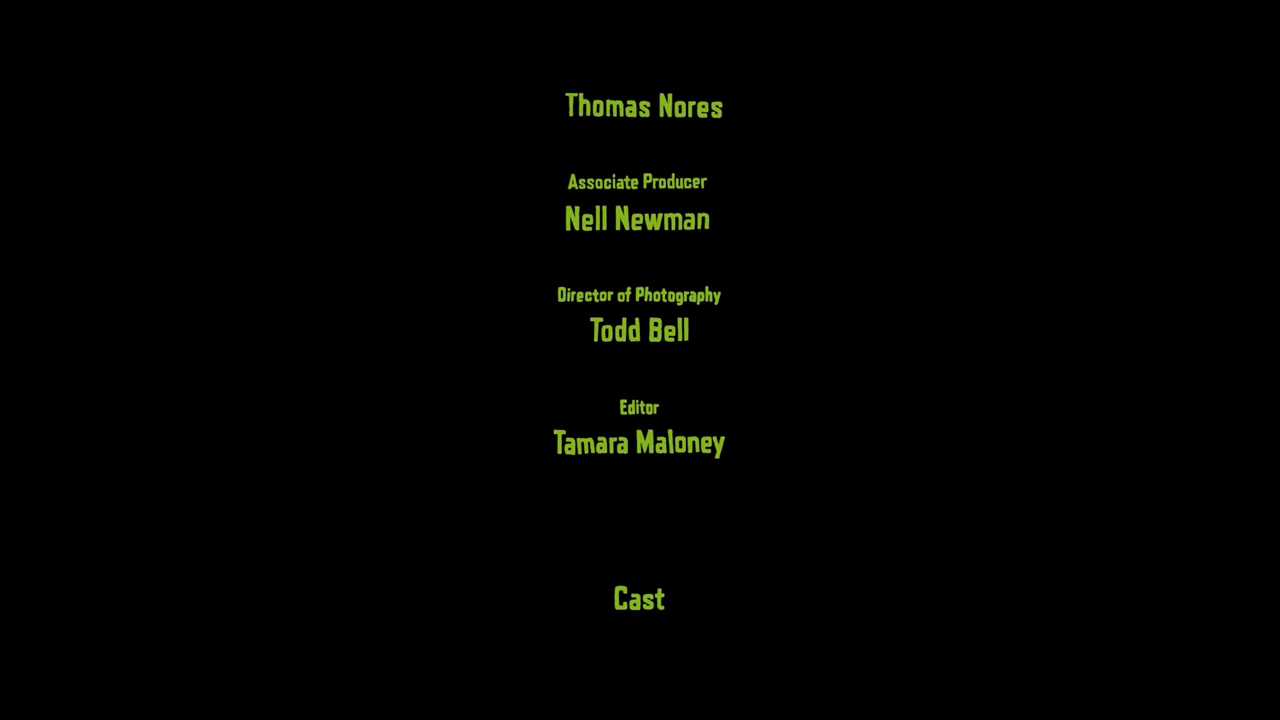 Thomas Nores
Associate Producer
Nell Newman
Director of Photography
Todd Bell
Editor
Tamara Maloney
Cast